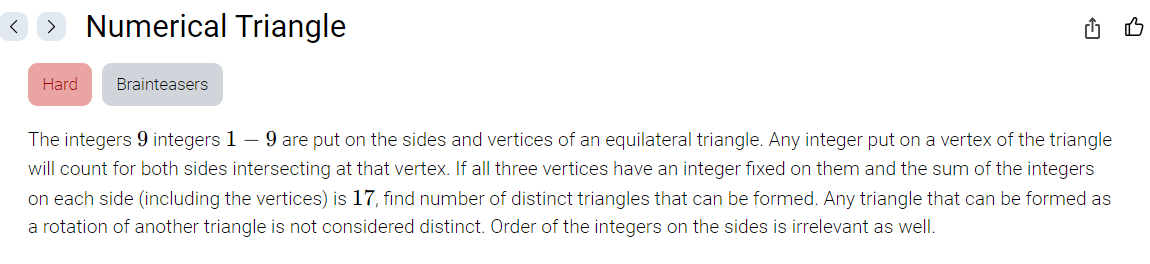 Numerical Triangle
Hard
Brainteasers
The integers 9 integers 1 − 9 are put on the sides and vertices of an equilateral triangle. Any integer put on a vertex of the triangle
will count for both sides intersecting at that vertex. If all three vertices have an integer fixed on them and the sum of the integers
on each side (including the vertices) is 17, find number of distinct triangles that can be formed. Any triangle that can be formed as
a rotation of another triangle is not considered distinct. Order of the integers on the sides is irrelevant as well.